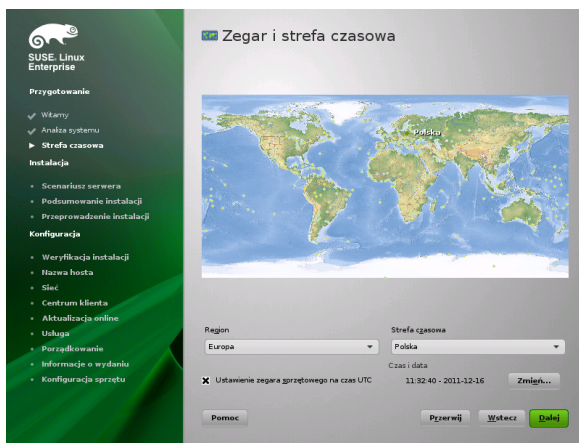 SUSE. Linux
Enterprise
Przygotowanie
Witamy
Analiza systemu
Strefa czasowa
Instalacja
Scenariusz serwera
Podsumowanie instalacji
Przeprowadzenie instalacji
Konfiguracja
Weryfikacja instalacji
Nazwa hosta
Sieć
Centrum klienta
Aktualizacja online
Usługa
Porządkowanie
Informacje o wydaniu
Konfiguracja sprzętu
Zegar i strefa czasowa
Polska
Region
Europa
Strefa czasowa
Polska
Ustawienie zegara sprzętowego na czas UTC
Czas i data
11:32:40 - 2011-12-16
Zmień...
Pomoc
Przerwij
Wstecz
Dalej